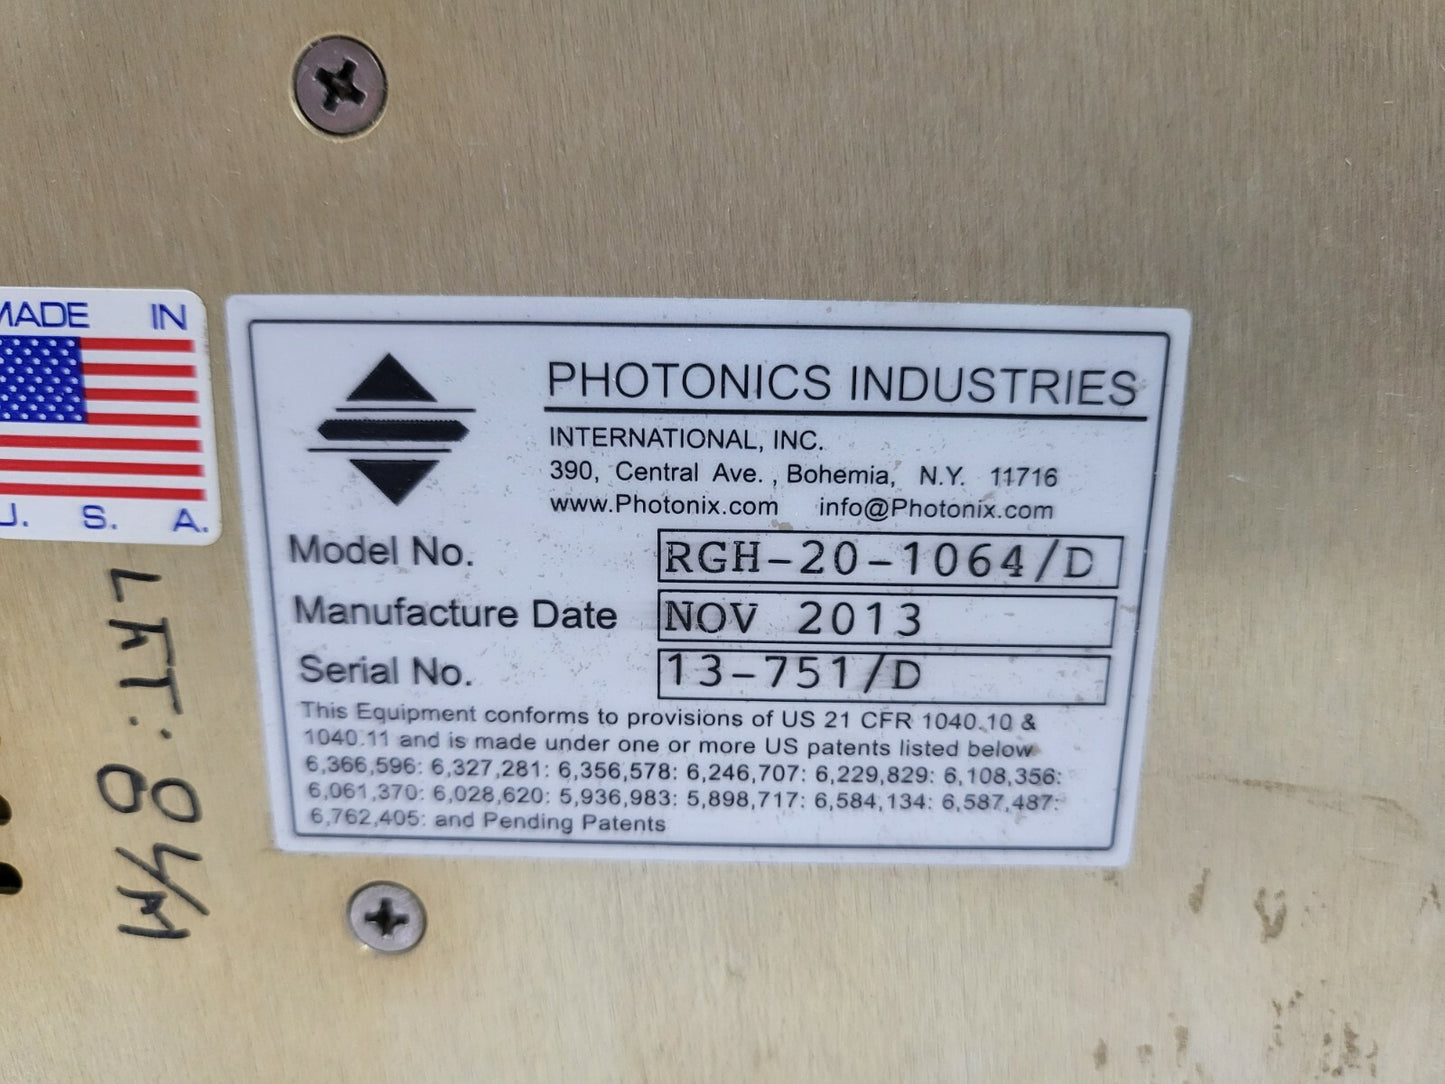 MADE IN
U. S. A.
PHOTONICS INDUSTRIES
INTERNATIONAL, INC.
390, Central Ave. , Bohemia, N.Y. 11716
www.Photonix.com info@Photonix.com
Model No. RGH-20-1064/D
Manufacture Date NOV 2013
Serial No. 13-751/D
This Equipment conforms to provisions of US 21 CFR 1040.10 &
1040.11 and is made under one or more US patents listed below
6,366,596: 6,327,281: 6,356,578: 6,246,707: 6,229,829: 6,108,356:
6,061,370: 6,028,620: 5,936,983: 5,898,717: 6,584,134: 6,587,487:
6,762,405: and Pending Patents